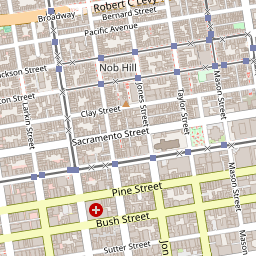 Robert C Levy
Bernard Street
Broadway
Pacific Avenue
Jackson Street
Nob Hill
Clay Street
Jones Street
Taylor Street
Mason Street
Larkin Street
Sacramento Street
Pine Street
Mason Street
Bush Street
Sutter Street